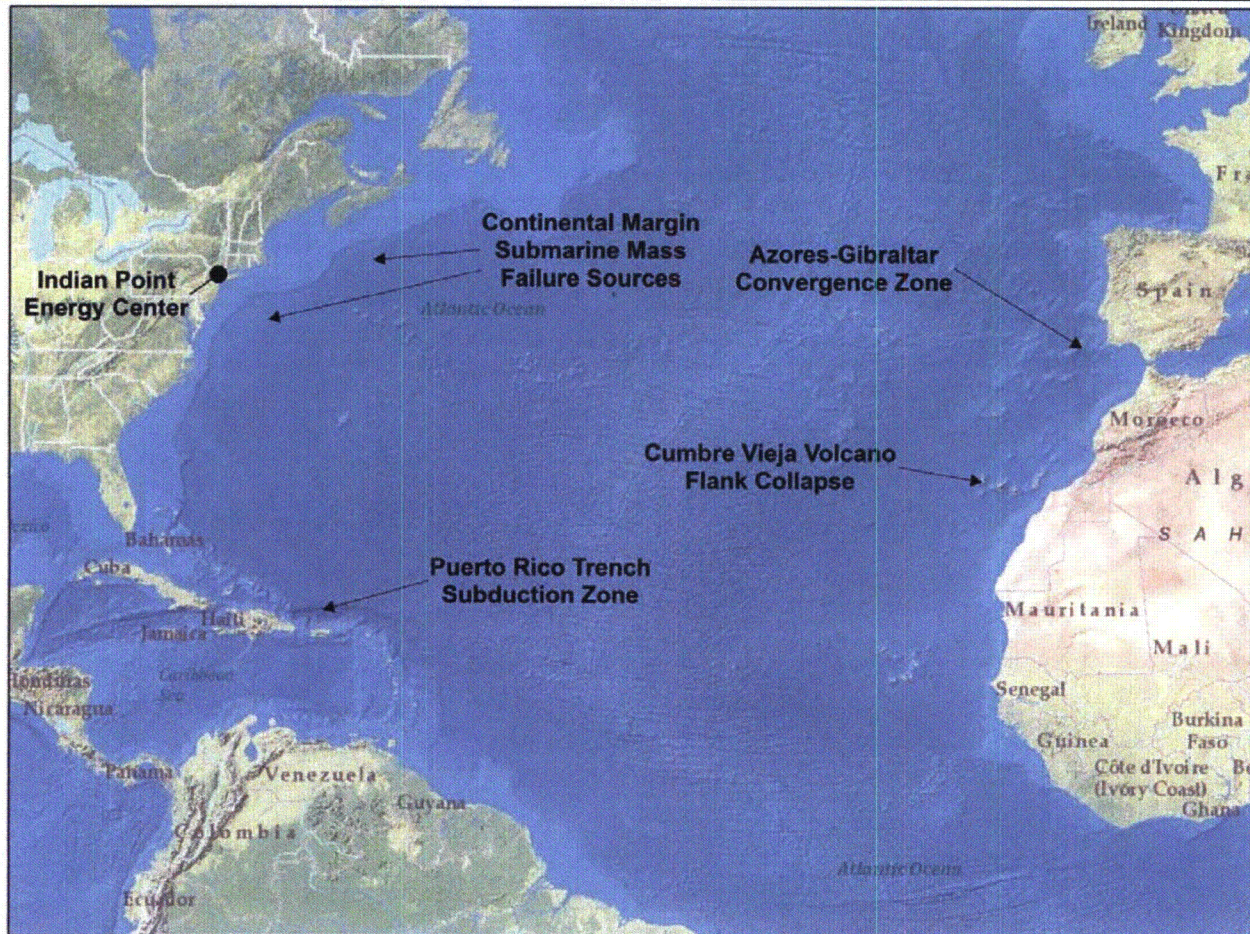 Ireland
Kingdom
Continental Margin
Submarine Mass
Failure Sources
Azores-Gibraltar
Convergence Zone
Indian Point
Energy Center
Spain
Atlantic Ocean
Morocco
Cumbre Vieja Volcano
Flank Collapse
Alg
S A H
Bahamas
Cuba
Puerto Rico Trench
Subduction Zone
Haiti
Jamaica
Mauritania
Mali
Caribbean
Sea
Honduras
Nicaragua
Senegal
Burkina
Faso
Guinea
Panama
Venezuela
Côte d'Ivoire
(Ivory Coast)
Be
Guyana
Ghana
Colombia
Atlantic Ocean
Ecuador
Fra